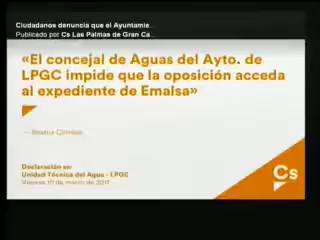 Ciudadanos denuncia que el Ayuntamie...
Publicado por Cs Las Palmas de Gran Ca...
«El concejal de Aguas del Ayto. de
LPGC impide que la oposición acceda
al expediente de Emalsa»
— Beatriz Correas
Declaración en:
Unidad Técnica del Agua - LPGC
Viernes 10 de marzo de 2017
Cs